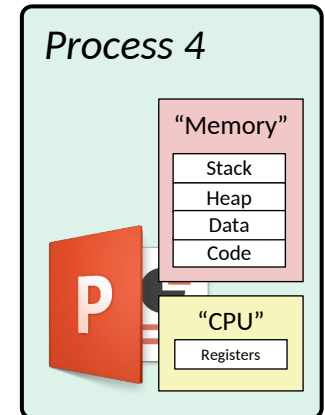 Process 4
“Memory”
Stack
Heap
Data
Code
P
“CPU”
Registers